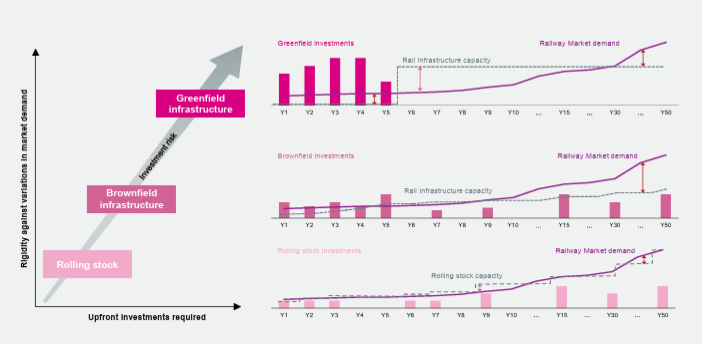 Rigidity against variations in market demand
Greenfield
infrastructure
Investment risk
Brownfield
infrastructure
Rolling stock
Upfront investments required
Greenfield investments
Railway Market demand
Rail infrastructure capacity
Y1 Y2 Y3 Y4 Y5 Y6 Y7 Y8 Y9 Y10 ... Y15 ... Y30 ... Y50
Brownfield investments
Railway Market demand
Rail infrastructure capacity
Y1 Y2 Y3 Y4 Y5 Y6 Y7 Y8 Y9 Y10 ... Y15 ... Y30 ... Y50
Rolling stock investments
Railway Market demand
Rolling stock capacity
Y1 Y2 Y3 Y4 Y5 Y6 Y7 Y8 Y9 Y10 ... Y15 ... Y30 ... Y50